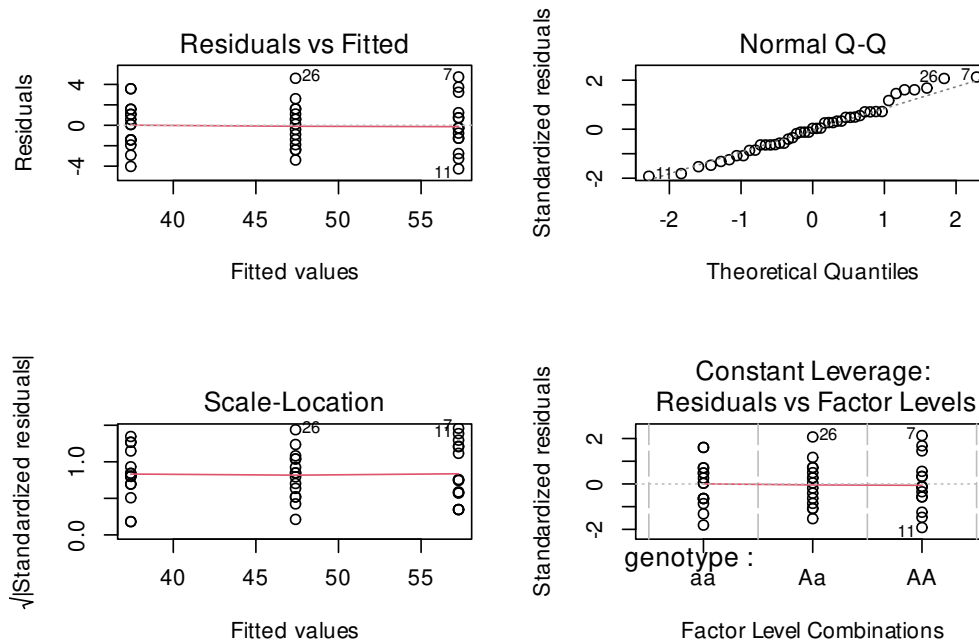 Residuals vs Fitted
Residuals
4
0
-4
26
7
11
40
45
50
55
Fitted values
Normal Q-Q
Standardized residuals
2
0
-2
26
7
11
-2
-1
0
1
2
Theoretical Quantiles
Scale-Location
√|Standardized residuals|
1.0
0.0
26
7
11
40
45
50
55
Fitted values
Constant Leverage:
Residuals vs Factor Levels
Standardized residuals
2
0
-2
26
7
11
genotype :
aa
Aa
AA
Factor Level Combinations